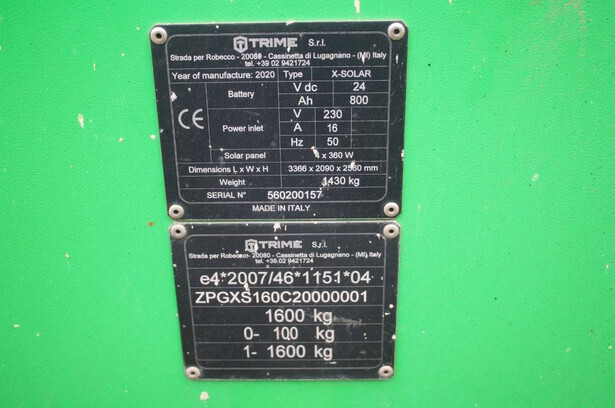 TRIME S.r.l.
Strada per Robecco - 20080 - Cassinetta di Lugagnano - (MI) Italy
tel. +39 02 9421724
Year of manufacture: 2020 Type X-SOLAR
Battery V dc 24
Ah 800
CE
Power inlet V 230
A 16
Hz 50
Solar panel 4 x 360 W
Dimensions L x W x H 3366 x 2090 x 2560 mm
Weight 1430 kg
SERIAL N° 560200157
MADE IN ITALY
TRIME S.r.l.
Strada per Robecco - 20080 - Cassinetta di Lugagnano - (MI) Italy
tel. +39 02 9421724
e4*2007/46*1151*04
ZPGXS160C20000001
1600 kg
0- 100 kg
1- 1600 kg